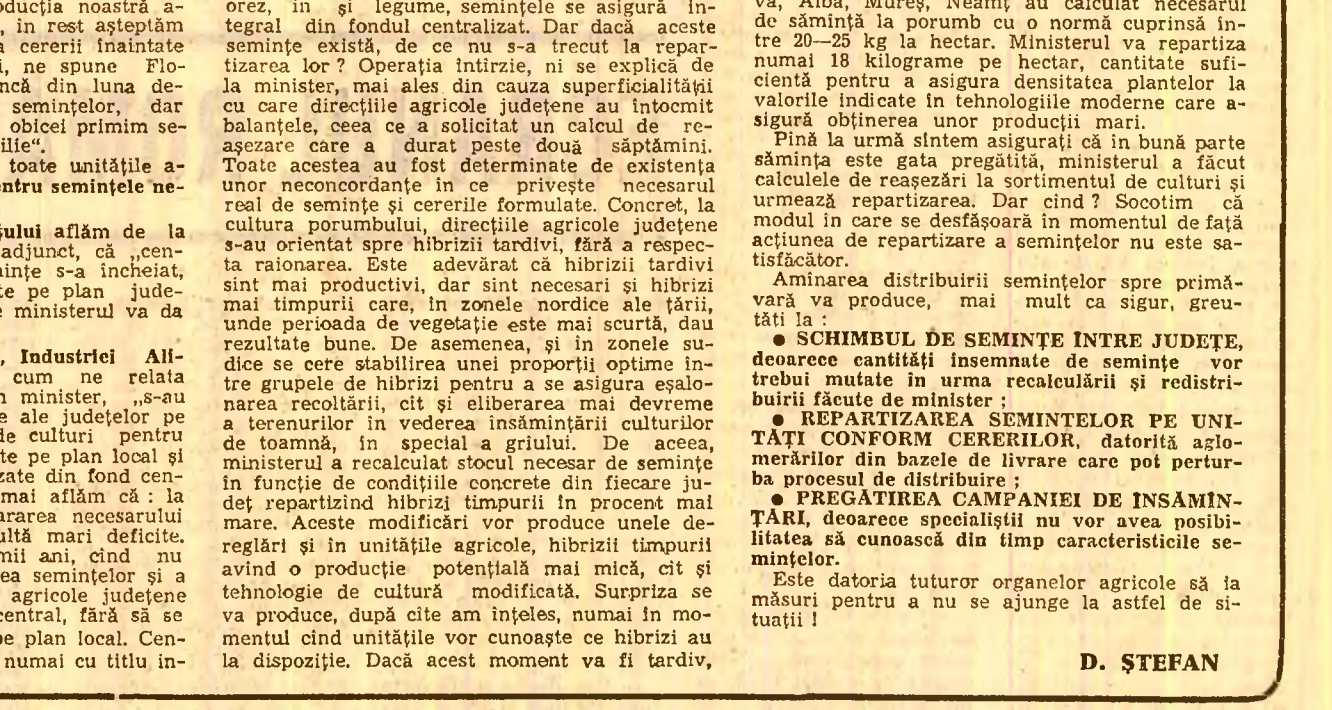 oducția noastră a-
, în rest așteptăm
a cererii înaintate
i, ne spune Flo-
ncă din luna de-
semințelor, dar
obicei primim se-
ilie“.
toate unitățile a-
entru semințele ne-
țului aflăm de la
adjunct, că „cen-
ințe s-a încheiat,
te pe plan jude-
e ministerul va da
, Industriei Ali-
cum ne relata
n minister, „s-au
e ale județelor pe
de culturi pentru
te pe plan local și
zate din fond cen-
mai aflăm că : la
ararea necesarului
ultă mari deficite.
mii ani, cînd nu
ea semințelor și a
agricole județene
central, fără să se
pe plan local. Cen-
numai cu titlu in-
orez, in și legume, semințele se asigură in-
tegral din fondul centralizat. Dar dacă aceste
semințe există, de ce nu s-a trecut la repar-
tizarea lor ? Operația întîrzie, ni se explică de
la minister, mai ales din cauza superficialității
cu care direcțiile agricole județene au întocmit
balanțele, ceea ce a solicitat un calcul de re-
așezare care a durat peste două săptămîni.
Toate acestea au fost determinate de existența
unor neconcordanțe în ce privește necesarul
real de semințe și cererile formulate. Concret, la
cultura porumbului, direcțiile agricole județene
s-au orientat spre hibrizii tardivi, fără a respec-
ta raionarea. Este adevărat că hibrizii tardivi
sînt mai productivi, dar sînt necesari și hibrizi
mai timpurii care, în zonele nordice ale țării,
unde perioada de vegetație este mai scurtă, dau
rezultate bune. De asemenea, și în zonele su-
dice se cere stabilirea unei proporții optime în-
tre grupele de hibrizi pentru a se asigura eșalo-
narea recoltării, cît și eliberarea mai devreme
a terenurilor în vederea însămînțării culturilor
de toamnă, în special a grîului. De aceea,
ministerul a recalculat stocul necesar de semințe
în funcție de condițiile concrete din fiecare ju-
deț repartizînd hibrizi timpurii în procent mai
mare. Aceste modificări vor produce unele de-
reglări și în unitățile agricole, hibrizii timpurii
avînd o producție potențială mai mică, cît și
tehnologie de cultură modificată. Surpriza se
va produce, după cîte am înțeles, numai în mo-
mentul cînd unitățile vor cunoaște ce hibrizi au
la dispoziție. Dacă acest moment va fi tardiv,
va, Alba, Mureș, Neamț au calculat necesarul
de sămînță la porumb cu o normă cuprinsă în-
tre 20—25 kg la hectar. Ministerul va repartiza
numai 18 kilograme pe hectar, cantitate sufi-
cientă pentru a asigura densitatea plantelor la
valorile indicate în tehnologiile moderne care a-
sigură obținerea unor producții mari.
Pînă la urmă sîntem asigurați că în bună parte
sămînța este gata pregătită, ministerul a făcut
calculele de reașezări la sortimentul de culturi și
urmează repartizarea. Dar cînd ? Socotim că
modul în care se desfășoară în momentul de față
acțiunea de repartizare a semințelor nu este sa-
tisfăcător.
Amînarea distribuirii semințelor spre primă-
vară va produce, mai mult ca sigur, greu-
tăți la :
● SCHIMBUL DE SEMINȚE ÎNTRE JUDEȚE,
deoarece cantități însemnate de semințe vor
trebui mutate în urma recalculării și redistri-
buirii făcute de minister ;
● REPARTIZAREA SEMINȚELOR PE UNI-
TĂȚI CONFORM CERERILOR, datorită aglo-
merărilor din bazele de livrare care pot pertur-
ba procesul de distribuire ;
● PREGĂTIREA CAMPANIEI DE ÎNSĂMÎN-
ȚĂRI, deoarece specialiștii nu vor avea posibi-
litatea să cunoască din timp caracteristicile se-
mințelor.
Este datoria tuturor organelor agricole să ia
măsuri pentru a nu se ajunge la astfel de si-
tuații !
D. ȘTEFAN